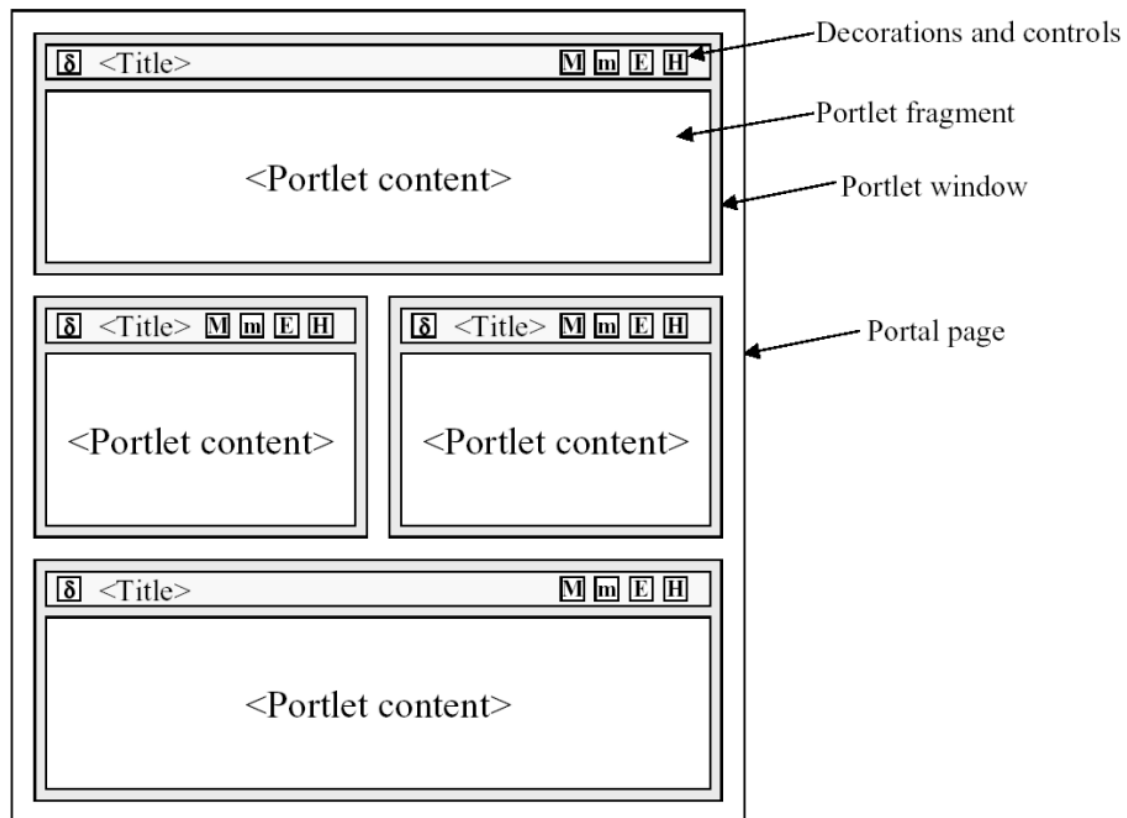 δ <Title> M m E H
Decorations and controls
<Portlet content>
Portlet fragment
Portlet window
δ <Title> M m E H
<Portlet content>
δ <Title> M m E H
<Portlet content>
Portal page
δ <Title> M m E H
<Portlet content>